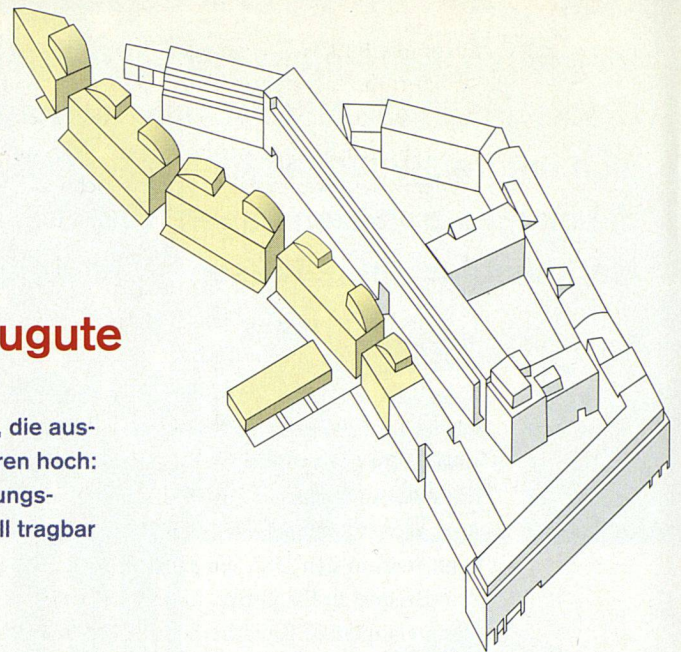 ugute
, die aus-
ren hoch:
ungs-
ll tragbar